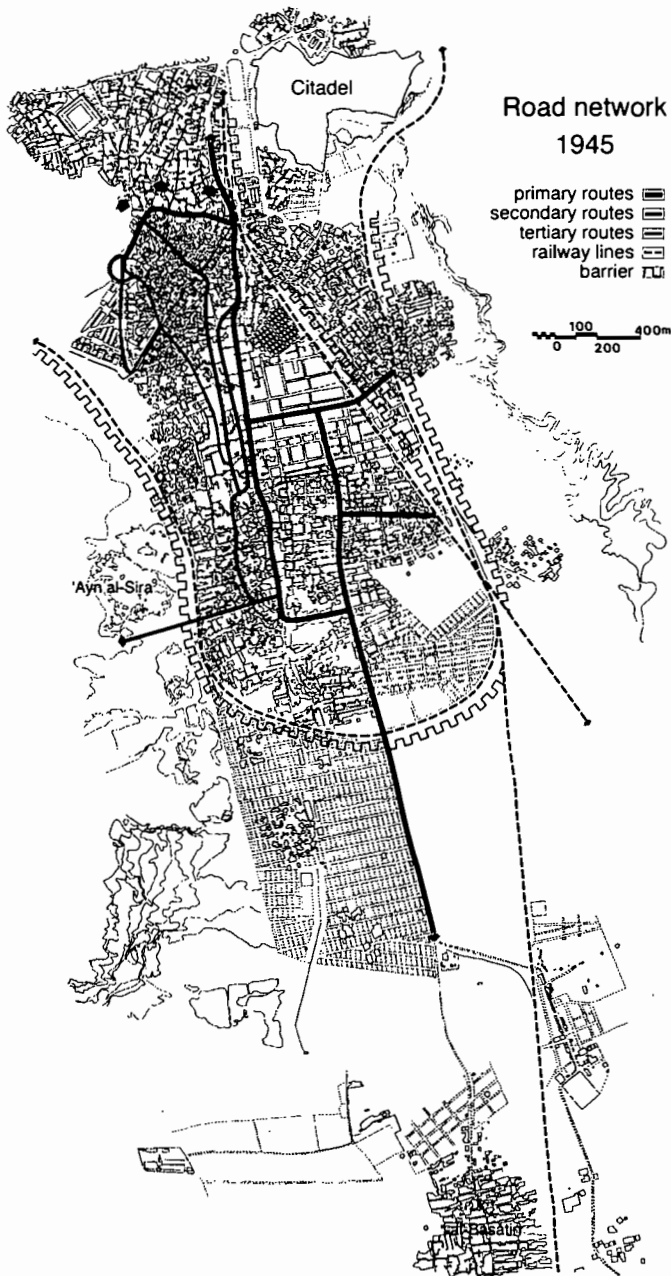 Citadel
Road network
1945
primary routes
secondary routes
tertiary routes
railway lines
barrier
100 400m
0 200
'Ayn al-Sira
al-Basatin